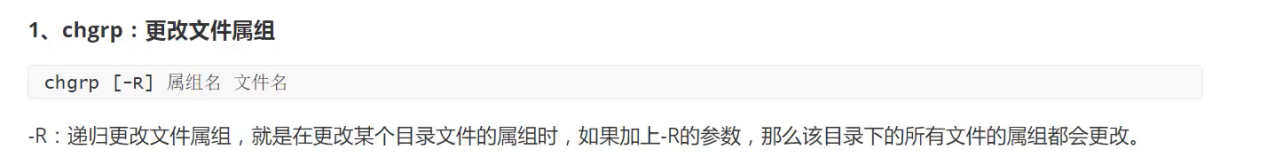 1、chgrp：更改文件属组
chgrp [-R] 属组名 文件名
-R：递归更改文件属组，就是在更改某个目录文件的属组时，如果加上-R的参数，那么该目录下的所有文件的属组都会更改。